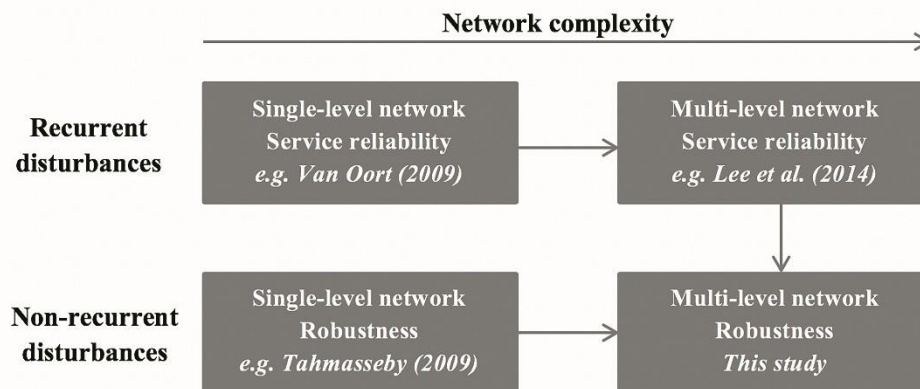 Network complexity
Recurrent
disturbances
Single-level network
Service reliability
e.g. Van Oort (2009)
Multi-level network
Service reliability
e.g. Lee et al. (2014)
Non-recurrent
disturbances
Single-level network
Robustness
e.g. Tahmasseby (2009)
Multi-level network
Robustness
This study